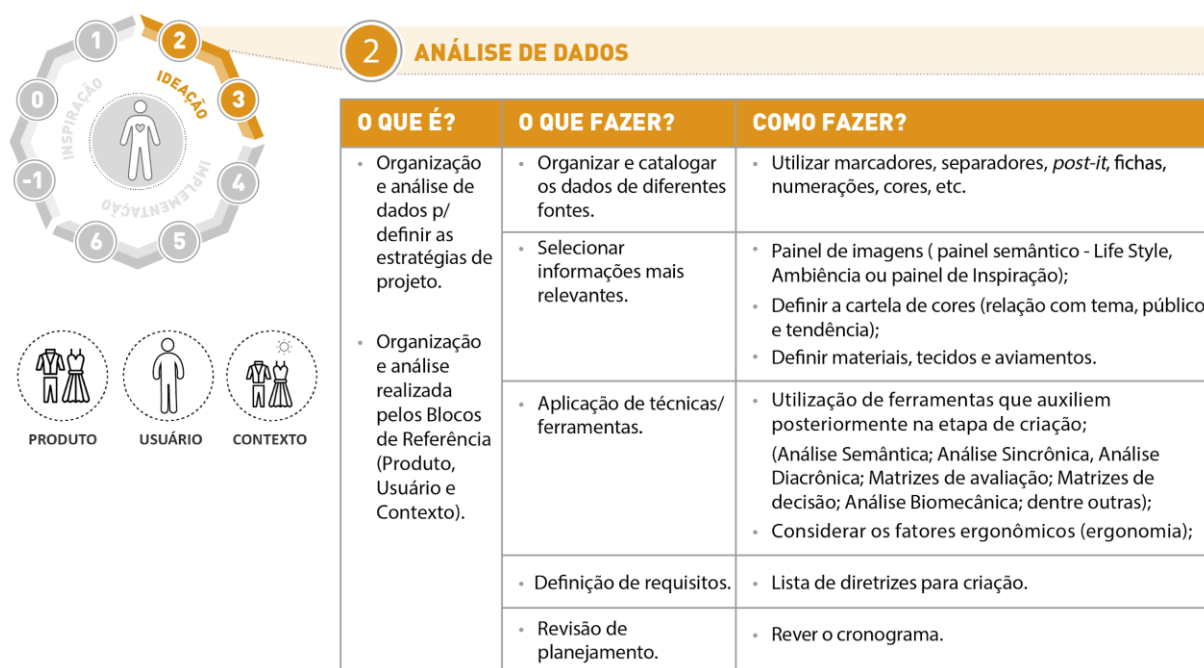 1
2
0
3
-1
4
6
5
INSPIRAÇÃO
IDEAÇÃO
IMPLEMENTAÇÃO
PRODUTO
USUÁRIO
CONTEXTO
2
ANÁLISE DE DADOS
O QUE É?
O QUE FAZER?
COMO FAZER?
• Organização
e análise de
dados p/
definir as
estratégias de
projeto.
• Organização
e análise
realizada
pelos Blocos
de Referência
(Produto,
Usuário e
Contexto).
• Organizar e catalogar
os dados de diferentes
fontes.
• Utilizar marcadores, separadores, post-it, fichas,
numerações, cores, etc.
• Selecionar
informações mais
relevantes.
• Painel de imagens ( painel semântico - Life Style,
Ambiência ou painel de Inspiração);
• Definir a cartela de cores (relação com tema, público
e tendência);
• Definir materiais, tecidos e aviamentos.
• Aplicação de técnicas/
ferramentas.
• Utilização de ferramentas que auxiliem
posteriormente na etapa de criação;
(Análise Semântica; Análise Sincrônica, Análise
Diacrônica; Matrizes de avaliação; Matrizes de
decisão; Análise Biomecânica; dentre outras);
• Considerar os fatores ergonômicos (ergonomia);
• Definição de requisitos.
• Lista de diretrizes para criação.
• Revisão de
planejamento.
• Rever o cronograma.